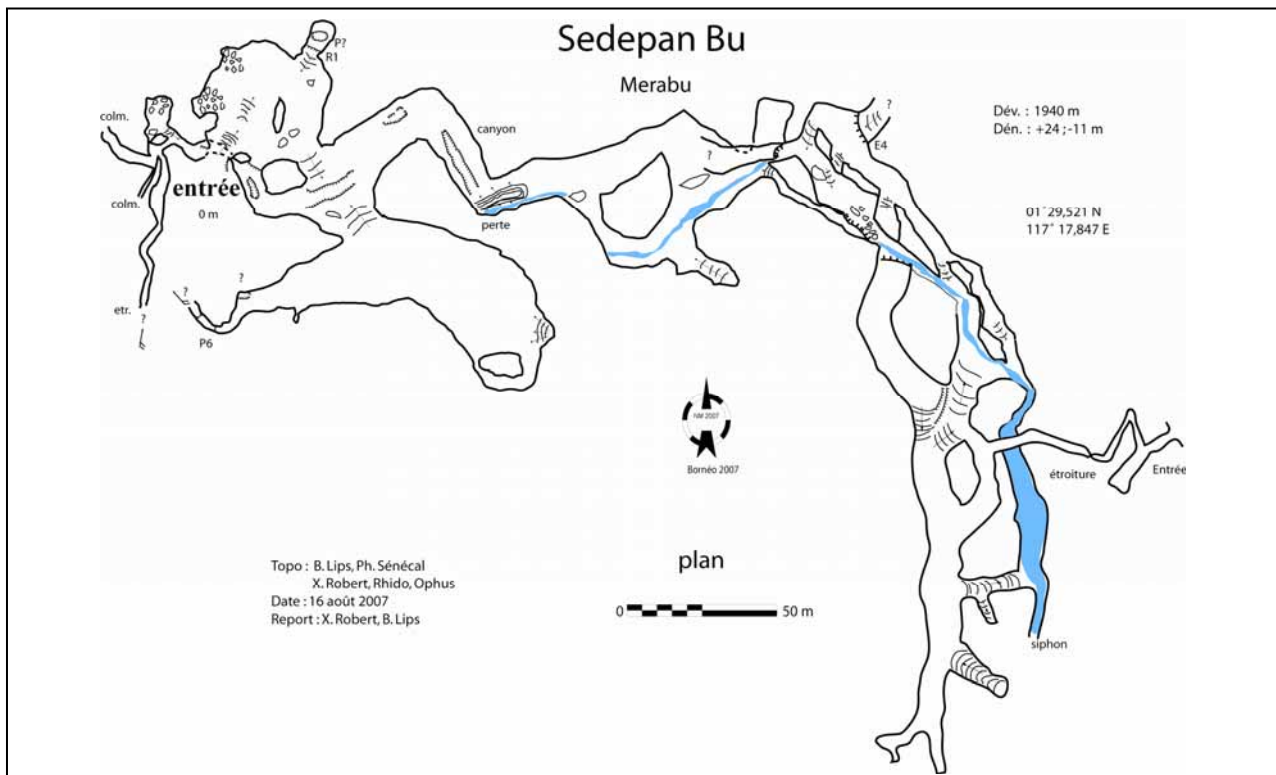 Sedepan Bu
Merabu
Dév. : 1940 m
Dén. : +24 ; -11 m
01°29,521 N
117° 17,847 E
P?
R1
colm.
canyon
?
E4
?
entrée
0 m
colm.
perte
?
?
etr.
?
P6
NM 2007
Bornéo 2007
étroiture
Entrée
plan
Topo : B. Lips, Ph. Sénécal
X. Robert, Rhido, Ophus
Date : 16 août 2007
Report : X. Robert, B. Lips
0
50 m
siphon